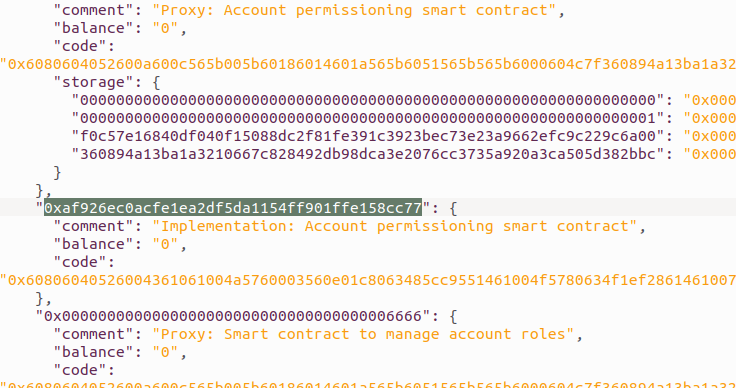 "comment": "Proxy: Account permissioning smart contract",
"balance": "0",
"code":
"0x6080604052600a600c565b005b60186014601a565b6051565b565b6000604c7f360894a13ba1a32
"storage": {
"0000000000000000000000000000000000000000000000000000000000000000": "0x000
"0000000000000000000000000000000000000000000000000000000000000001": "0x000
"f0c57e16840df040f15088dc2f81fe391c3923bec73e23a9662efc9c229c6a00": "0x000
"360894a13ba1a3210667c828492db98dca3e2076cc3735a920a3ca505d382bbc": "0x000
}
},
"0xaf926ec0acfe1ea2df5da1154ff901ffe158cc77": {
"comment": "Implementation: Account permissioning smart contract",
"balance": "0",
"code":
"0x60806040526004361061004a5760003560e01c8063485cc9551461004f5780634f1ef2861461007
},
"0x0000000000000000000000000000000000006666": {
"comment": "Proxy: Smart contract to manage account roles",
"balance": "0",
"code":
"0x6080604052600a600c565b005b60186014601a565b6051565b565b6000604c7f360894a13ba1a32